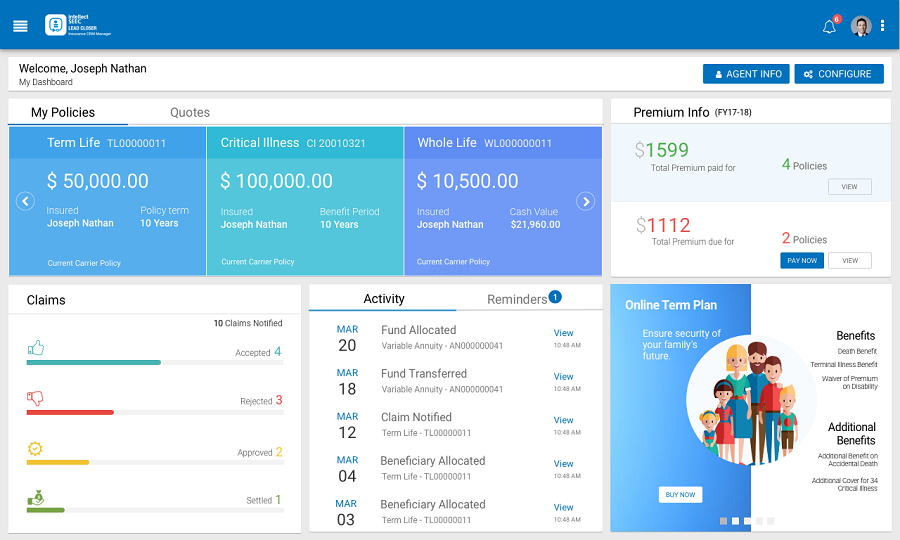 intellect
SEEC
LEAD CLOSER
Insurance CRM Manager
6
Welcome, Joseph Nathan
My Dashboard
AGENT INFO
CONFIGURE
My Policies
Quotes
Term Life TL00000011
$ 50,000.00
Insured
Joseph Nathan
Policy term
10 Years
Current Carrier Policy
Critical Illness CI 20010321
$ 100,000.00
Insured
Joseph Nathan
Benefit Period
10 Years
Current Carrier Policy
Whole Life WL000000011
$ 10,500.00
Insured
Joseph Nathan
Cash Value
$21,960.00
Current Carrier Policy
Premium Info (FY17-18)
$1599
Total Premium paid for
4 Policies
VIEW
$1112
Total Premium due for
2 Policies
PAY NOW
VIEW
Claims
10 Claims Notified
Accepted 4
Rejected 3
Approved 2
Settled 1
Activity
Reminders 1
MAR
20
Fund Allocated
Variable Annuity - AN000000041
View
10:48 AM
MAR
18
Fund Transferred
Variable Annuity - AN000000041
View
10:48 AM
MAR
12
Claim Notified
Term Life - TL00000011
View
10:48 AM
MAR
04
Beneficiary Allocated
Term Life - TL00000011
View
10:48 AM
MAR
03
Beneficiary Allocated
Term Life - TL00000011
View
10:48 AM
Online Term Plan
Ensure security of
your family's
future.
BUY NOW
Benefits
Death Benefit
Terminal Illness Benefit
Waiver of Premium
on Disability
Additional
Benefits
Additional Benefit on
Accidental Death
Additional Cover for 34
Critical Illness